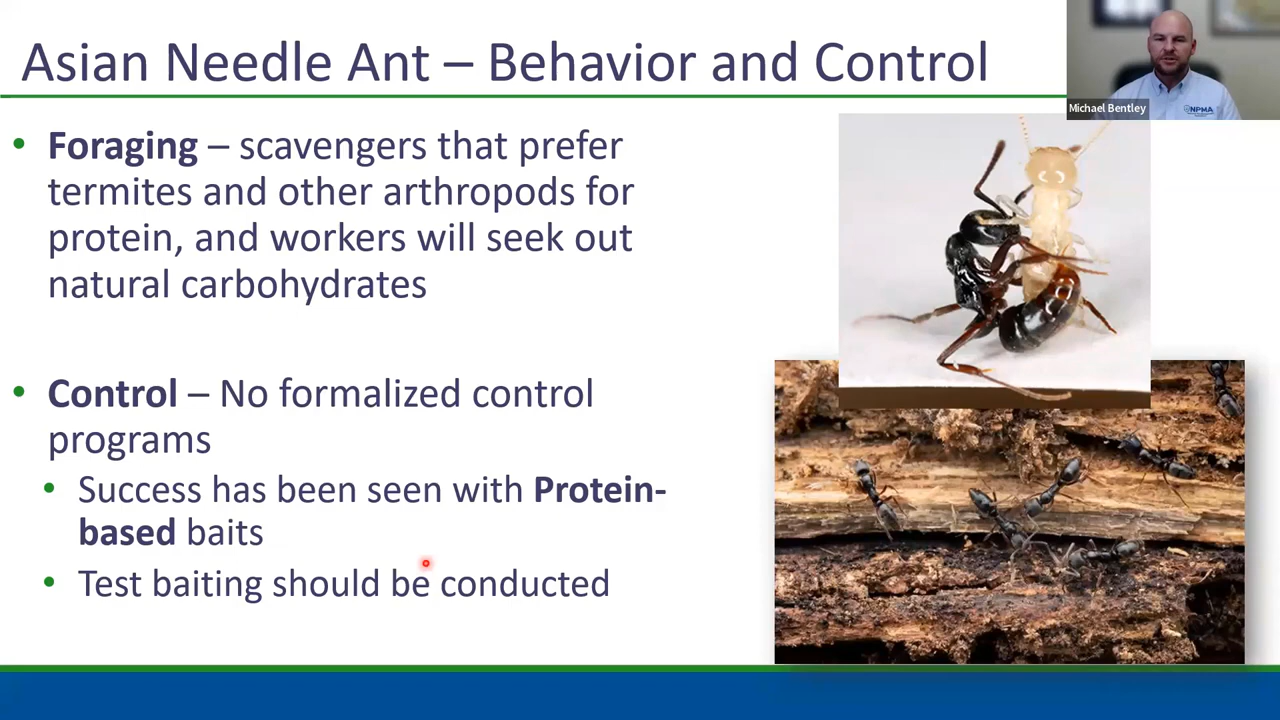 Asian Needle Ant – Behavior and Control
Michael Bentley
NPMA
• Foraging – scavengers that prefer
termites and other arthropods for
protein, and workers will seek out
natural carbohydrates
• Control – No formalized control
programs
• Success has been seen with Protein-
based baits
• Test baiting should be conducted